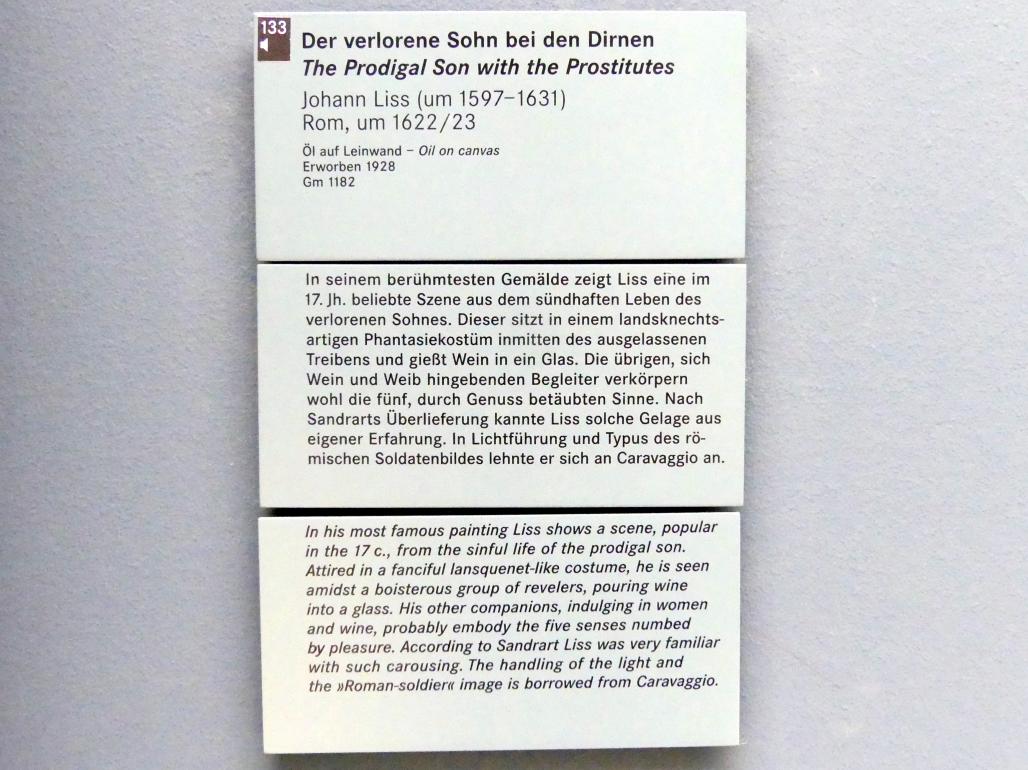 133
Der verlorene Sohn bei den Dirnen
The Prodigal Son with the Prostitutes
Johann Liss (um 1597–1631)
Rom, um 1622/23
Öl auf Leinwand – Oil on canvas
Erworben 1928
Gm 1182
In seinem berühmtesten Gemälde zeigt Liss eine im
17. Jh. beliebte Szene aus dem sündhaften Leben des
verlorenen Sohnes. Dieser sitzt in einem landsknechts-
artigen Phantasiekostüm inmitten des ausgelassenen
Treibens und gießt Wein in ein Glas. Die übrigen, sich
Wein und Weib hingebenden Begleiter verkörpern
wohl die fünf, durch Genuss betäubten Sinne. Nach
Sandrarts Überlieferung kannte Liss solche Gelage aus
eigener Erfahrung. In Lichtführung und Typus des rö-
mischen Soldatenbildes lehnte er sich an Caravaggio an.
In his most famous painting Liss shows a scene, popular
in the 17 c., from the sinful life of the prodigal son.
Attired in a fanciful lansquenet-like costume, he is seen
amidst a boisterous group of revelers, pouring wine
into a glass. His other companions, indulging in women
and wine, probably embody the five senses numbed
by pleasure. According to Sandrart Liss was very familiar
with such carousing. The handling of the light and
the »Roman-soldier« image is borrowed from Caravaggio.